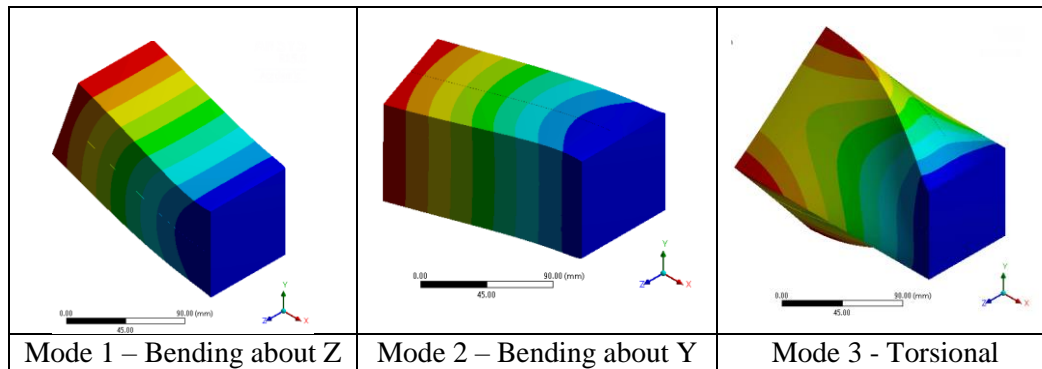 Y
Z
X
0.00
90.00 (mm)
45.00
Mode 1 – Bending about Z
Y
Z
X
0.00
90.00 (mm)
45.00
Mode 2 – Bending about Y
Y
Z
X
0.00
90.00 (mm)
45.00
Mode 3 - Torsional